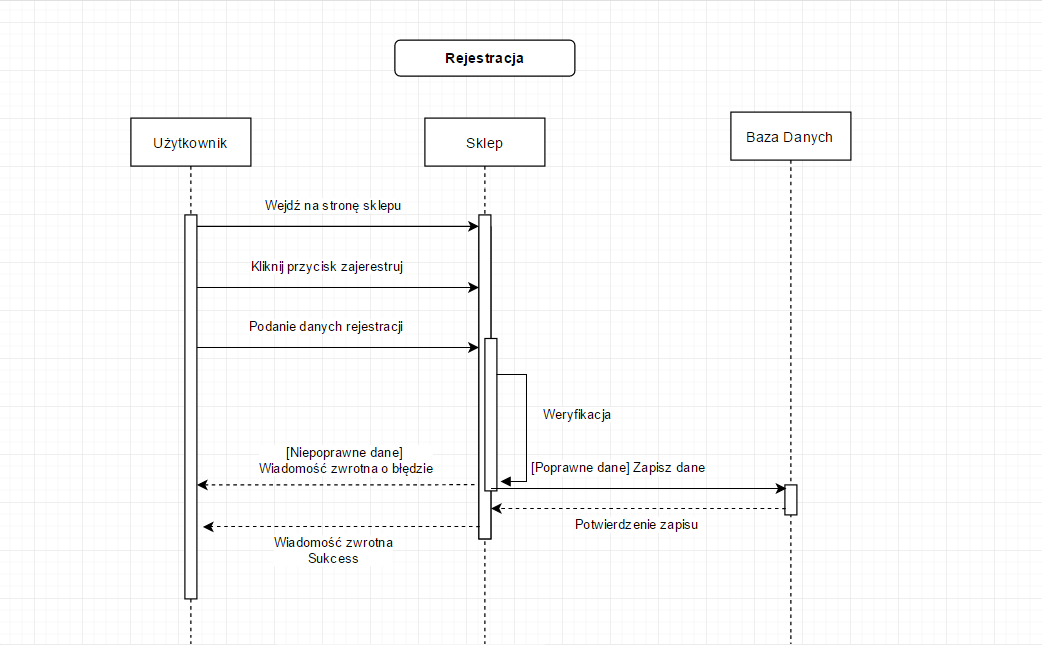 Rejestracja
Użytkownik
Sklep
Baza Danych
Wejdź na stronę sklepu
Kliknij przycisk zajerestruj
Podanie danych rejestracji
Weryfikacja
[Niepoprawne dane]
Wiadomość zwrotna o błędzie
[Poprawne dane] Zapisz dane
Potwierdzenie zapisu
Wiadomość zwrotna
Sukcess